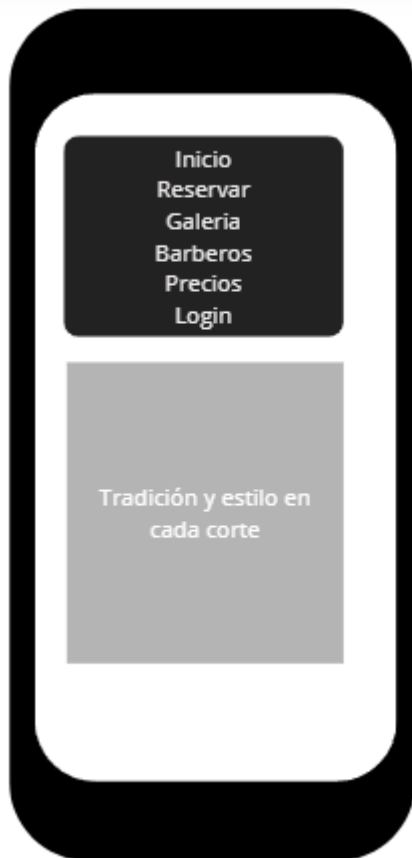 Inicio
Reservar
Galeria
Barberos
Precios
Login
Tradición y estilo en
cada corte